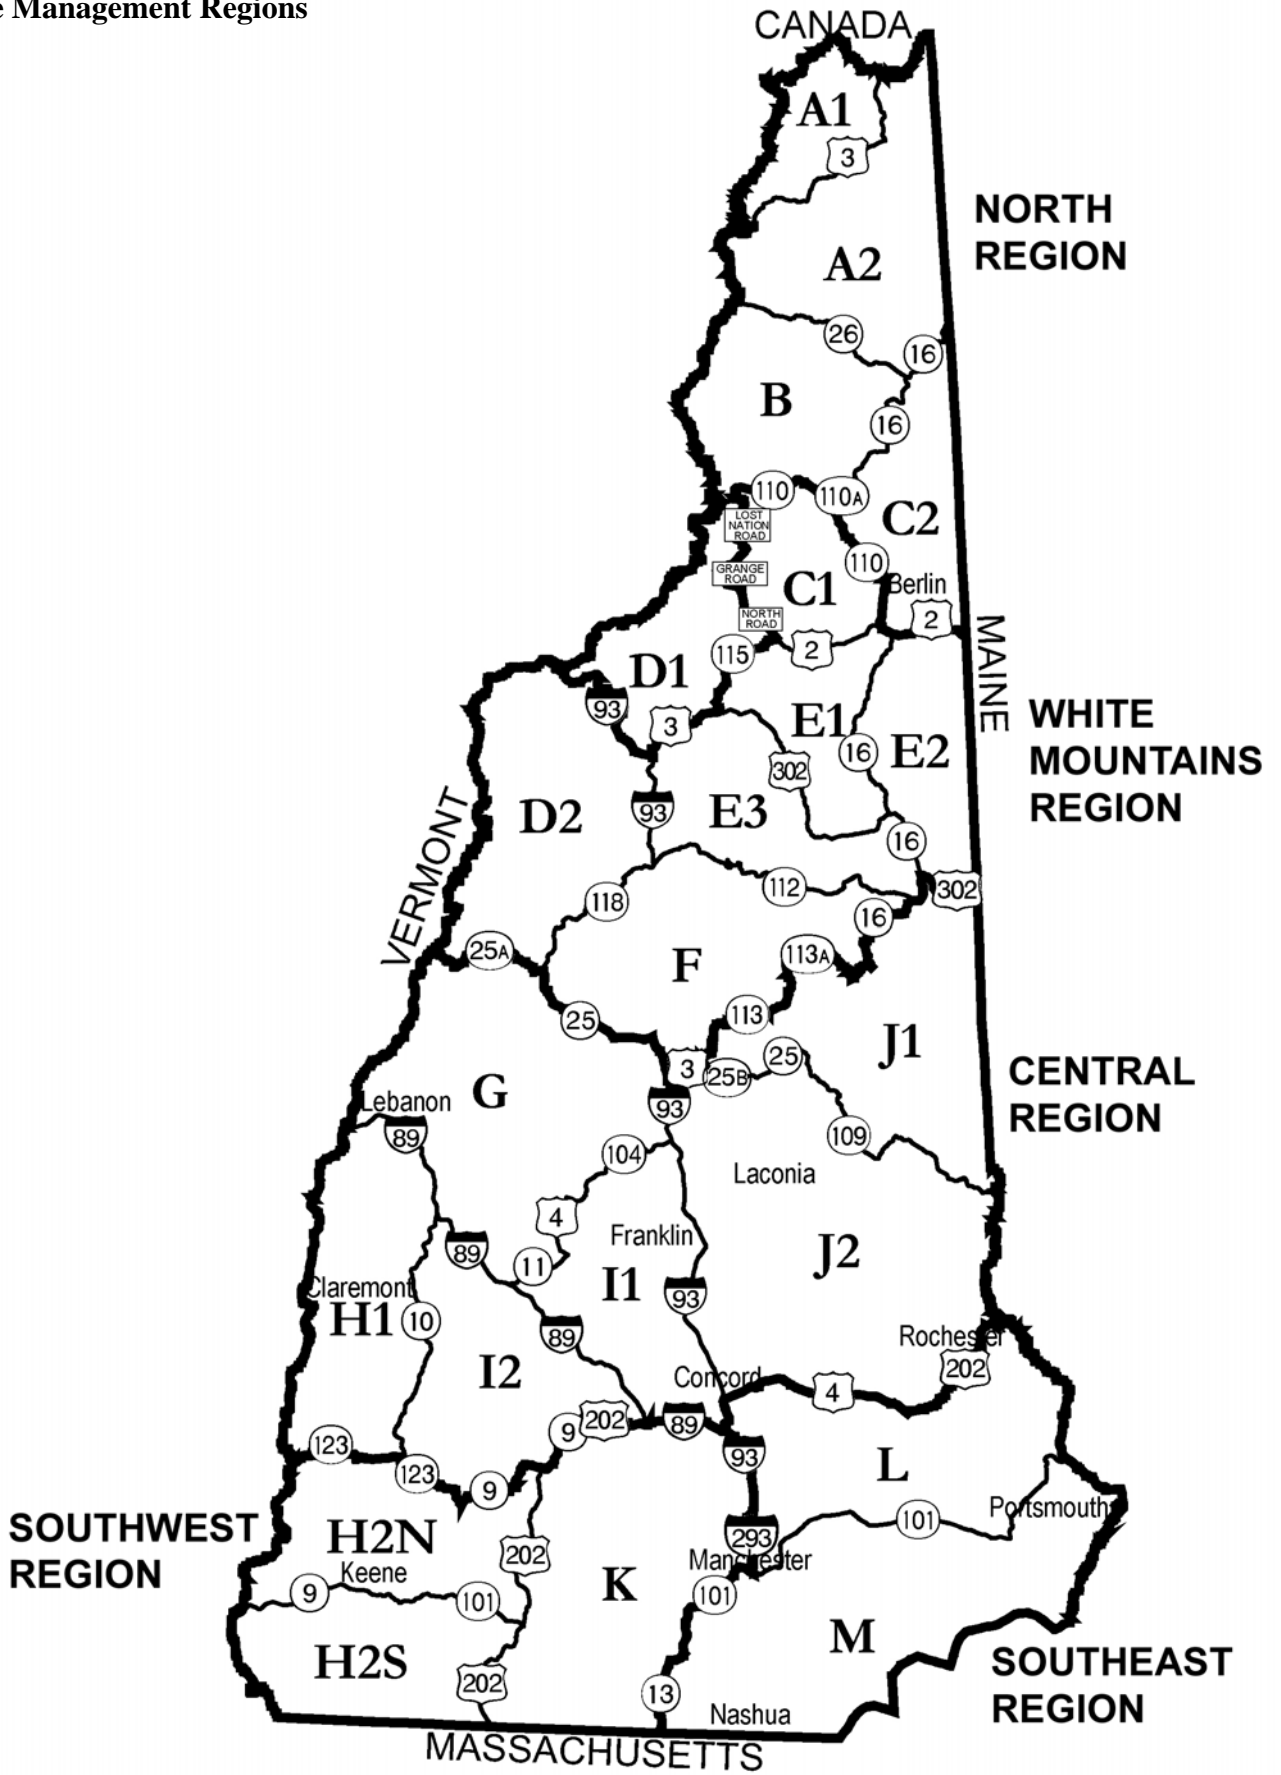 e Management Regions
CANADA
A1
3
NORTH
REGION
A2
26
16
B
16
110
110A
LOST
NATION
ROAD
C2
110
GRANGE
ROAD
C1
Berlin
NORTH
ROAD
2
MAINE
115
2
D1
93
3
E1
16
E2
WHITE
MOUNTAINS
REGION
302
VERMONT
D2
93
E3
16
118
112
302
16
25A
F
113A
25
113
J1
3
25B
25
CENTRAL
REGION
G
Lebanon
93
89
109
104
Laconia
4
Franklin
89
11
J2
Claremont
I1
93
H1
10
89
Rochester
I2
Concord
202
4
9
202
89
123
93
L
123
9
Portsmouth
SOUTHWEST
REGION
H2N
101
293
202
Manchester
Keene
K
9
101
101
M
H2S
SOUTHEAST
REGION
202
13
Nashua
MASSACHUSETTS